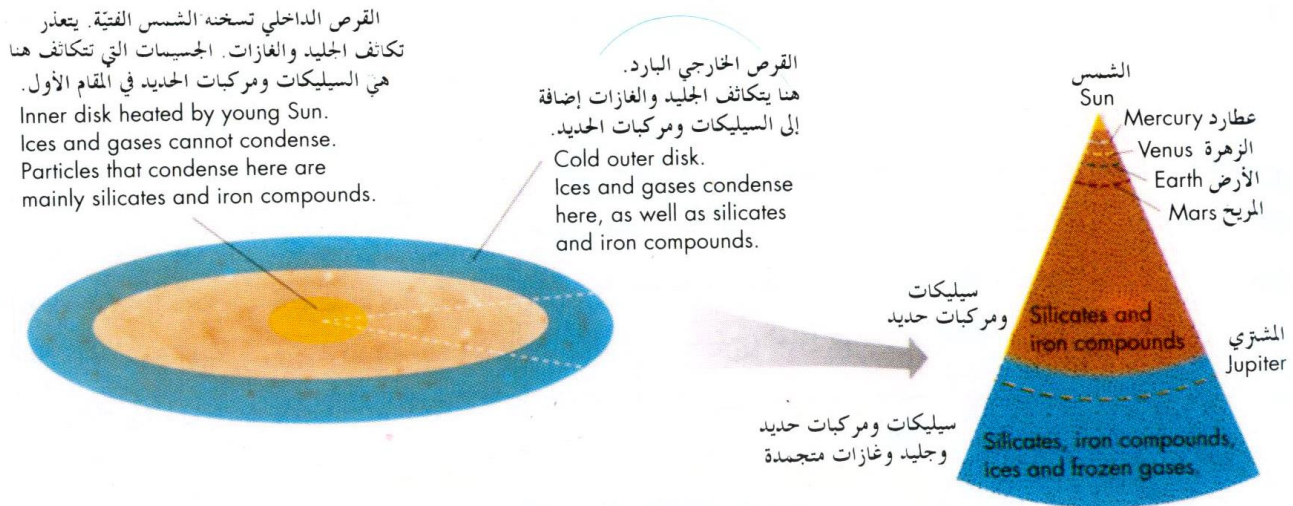 القرص الداخلي تسخنه الشمس الفتيّة. يتعذر
تكاثف الجليد والغازات. الجسيمات التي تتكاثف هنا
هيَ السيليكات ومركبات الحديد في المقام الأول.
Inner disk heated by young Sun.
Ices and gases cannot condense.
Particles that condense here are
mainly silicates and iron compounds.
القرص الخارجي البارد.
هنا يتكاثف الجليد والغازات إضافة
إلى السيليكات ومركبات الحديد.
Cold outer disk.
Ices and gases condense
here, as well as silicates
and iron compounds.
الشمس
Sun
Mercury عطارد
Venus الزهرة
Earth الأرض
Mars المريخ
سيليكات
ومركبات حديد
Silicates and
iron compounds
المشتري
Jupiter
سيليكات ومركبات حديد
وجليد وغازات متجمدة
Silicates, iron compounds,
ices and frozen gases.